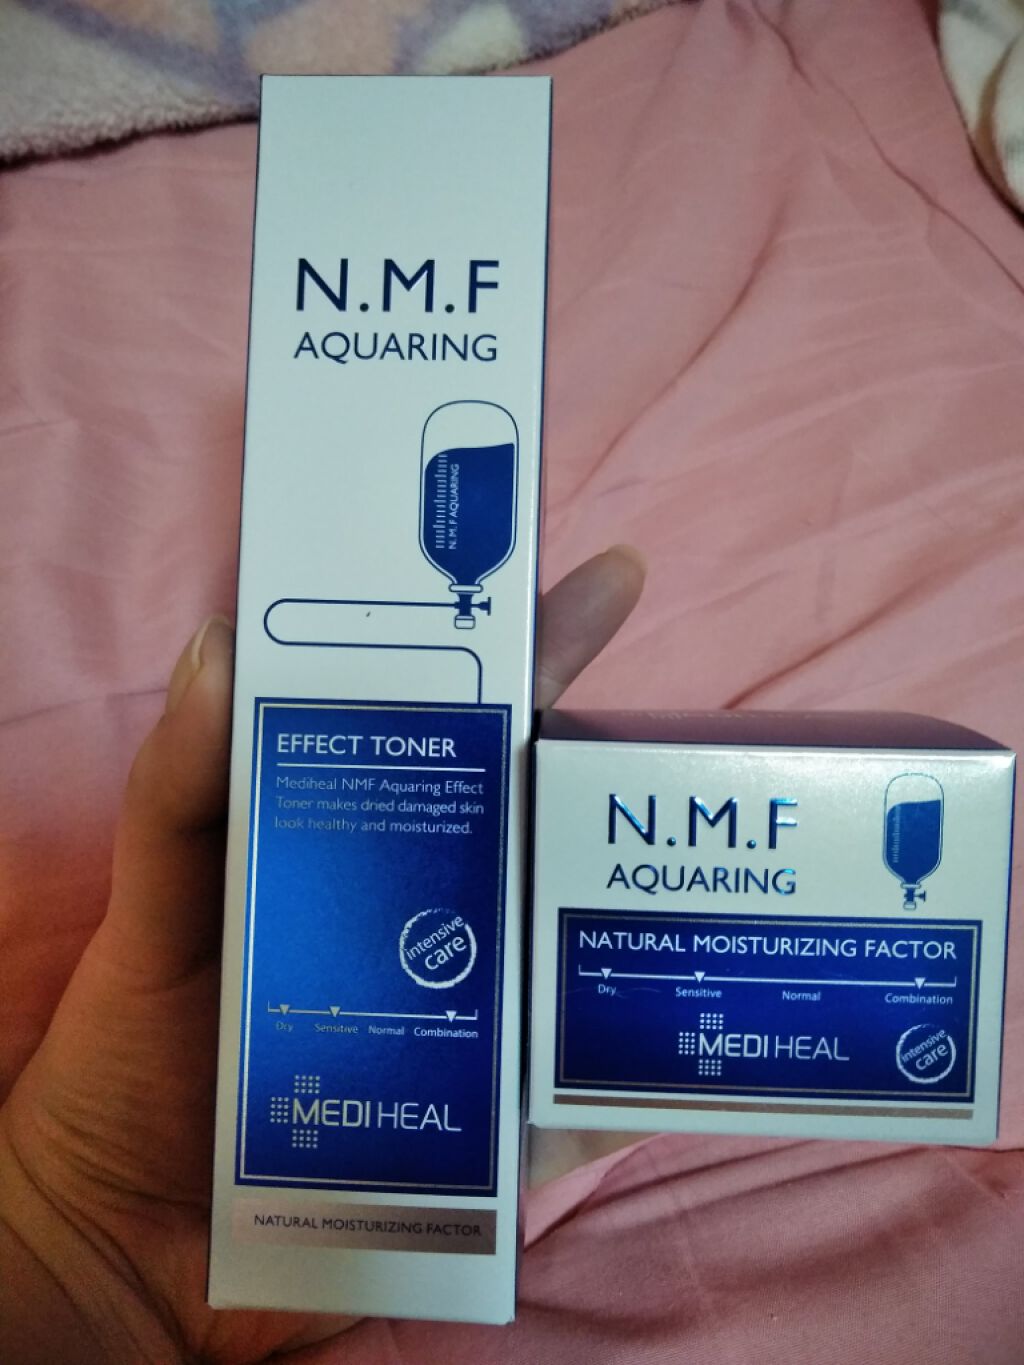 N.M.F
AQUARING
N.M.F AQUARING
EFFECT TONER
Mediheal NMF Aquaring Effect
Toner makes dried damaged skin
look healthy and moisturized.
intensive
care
Dry Sensitive Normal Combination
MEDIHEAL
NATURAL MOISTURIZING FACTOR
N.M.F
AQUARING
NATURAL MOISTURIZING FACTOR
Dry Sensitive Normal Combination
MEDIHEAL
intensive
care